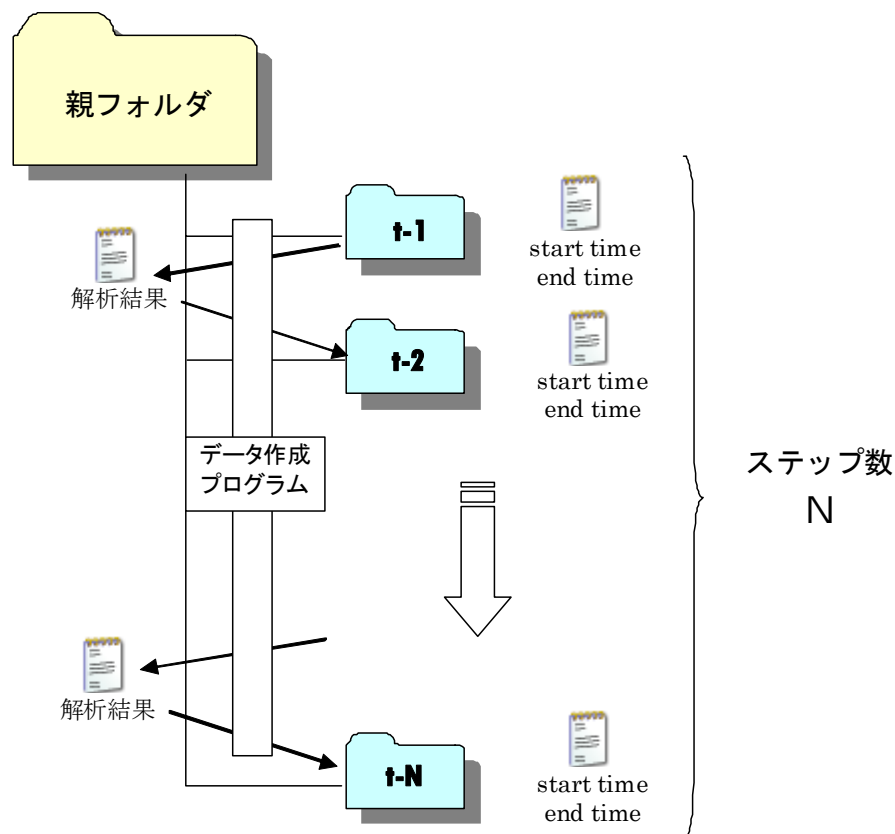 親フォルダ
t-1
start time
end time
解析結果
t-2
start time
end time
データ作成
プログラム
ステップ数
N
解析結果
t-N
start time
end time